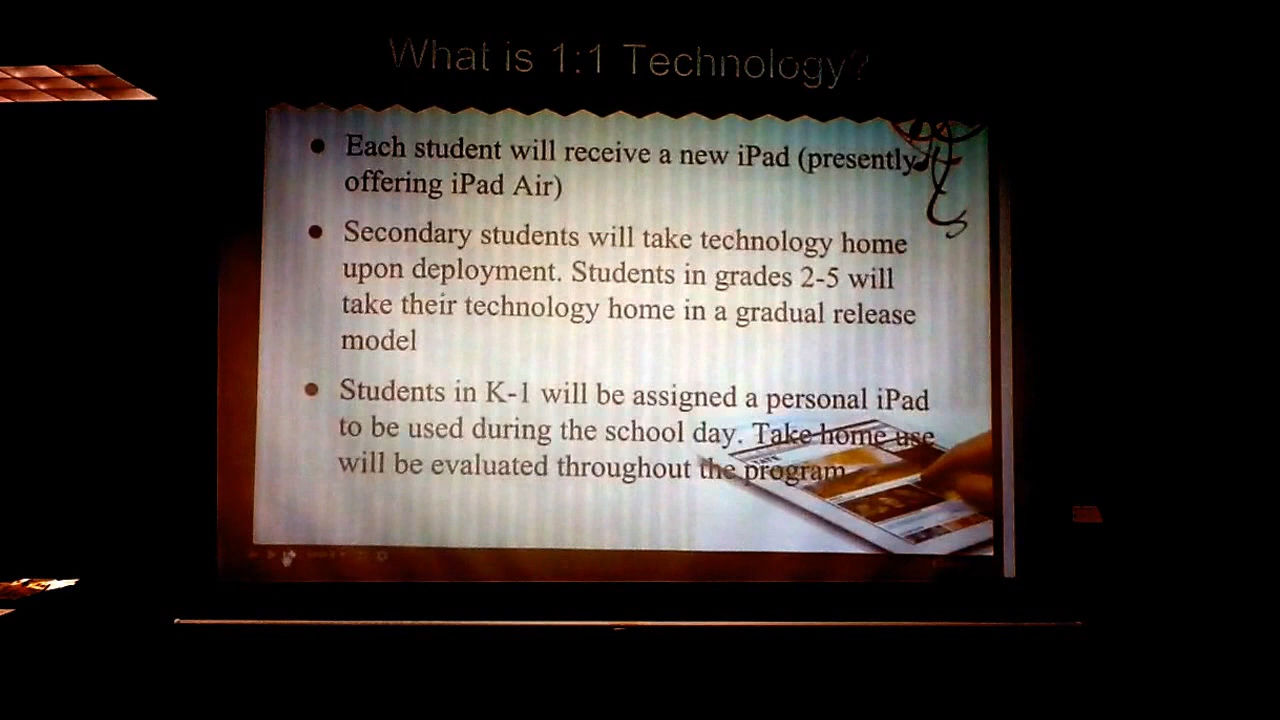 What is 1:1 Technology?
● Each student will receive a new iPad (presently
offering iPad Air)
● Secondary students will take technology home
upon deployment. Students in grades 2-5 will
take their technology home in a gradual release
model
● Students in K-1 will be assigned a personal iPad
to be used during the school day. Take home use
will be evaluated throughout the program